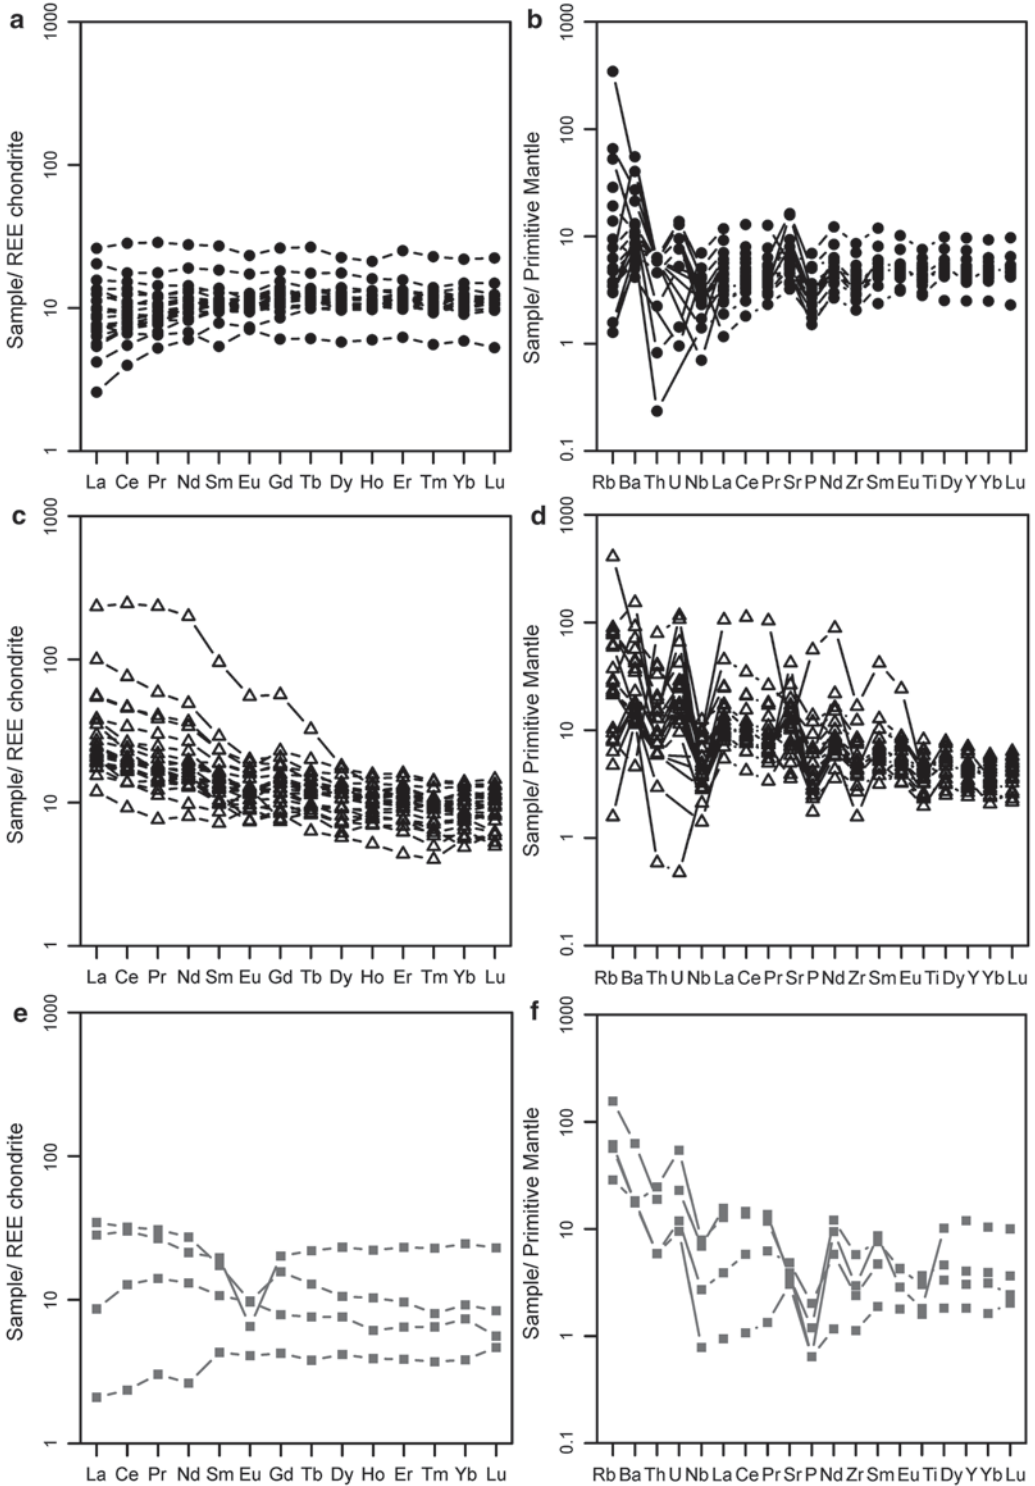 a
1000
100
10
1
Sample/ REE chondrite
La Ce Pr Nd Sm Eu Gd Tb Dy Ho Er Tm Yb Lu
b
1000
100
10
1
0.1
Sample/ Primitive Mantle
Rb Ba Th U Nb La Ce Pr Sr P Nd Zr Sm Eu Ti Dy Y Yb Lu
c
1000
100
10
1
Sample/ REE chondrite
La Ce Pr Nd Sm Eu Gd Tb Dy Ho Er Tm Yb Lu
d
1000
100
10
1
0.1
Sample/ Primitive Mantle
Rb Ba Th U Nb La Ce Pr Sr P Nd Zr Sm Eu Ti Dy Y Yb Lu
e
1000
100
10
1
Sample/ REE chondrite
La Ce Pr Nd Sm Eu Gd Tb Dy Ho Er Tm Yb Lu
f
1000
100
10
1
0.1
Sample/ Primitive Mantle
Rb Ba Th U Nb La Ce Pr Sr P Nd Zr Sm Eu Ti Dy Y Yb Lu